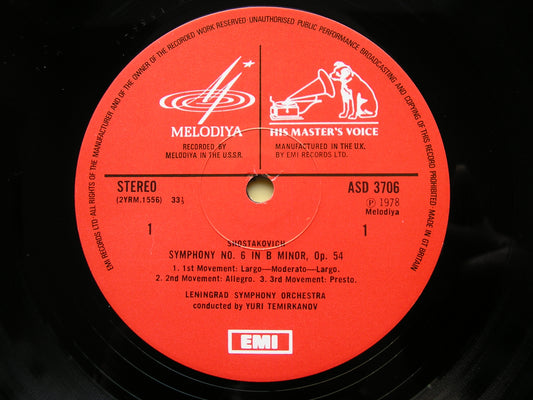 EMI RECORDS LTD · ALL RIGHTS OF THE MANUFACTURER AND OF THE OWNER OF THE RECORDED WORK RESERVED · UNAUTHORISED PUBLIC PERFORMANCE BROADCASTING AND COPYING OF THIS RECORD PROHIBITED · MADE IN GT BRITAIN
MELODIYA
RECORDED BY
MELODIYA IN THE U.S.S.R.
HIS MASTER'S VOICE
MANUFACTURED IN THE U.K.
BY EMI RECORDS LTD.
STEREO
(2YRM.1556) 33⅓
ASD 3706
℗ 1978
Melodiya
1
1
SHOSTAKOVICH
SYMPHONY NO. 6 IN B MINOR, Op. 54
1. 1st Movement: Largo—Moderato—Largo.
2. 2nd Movement: Allegro. 3. 3rd Movement: Presto.
LENINGRAD SYMPHONY ORCHESTRA
conducted by YURI TEMIRKANOV
EMI